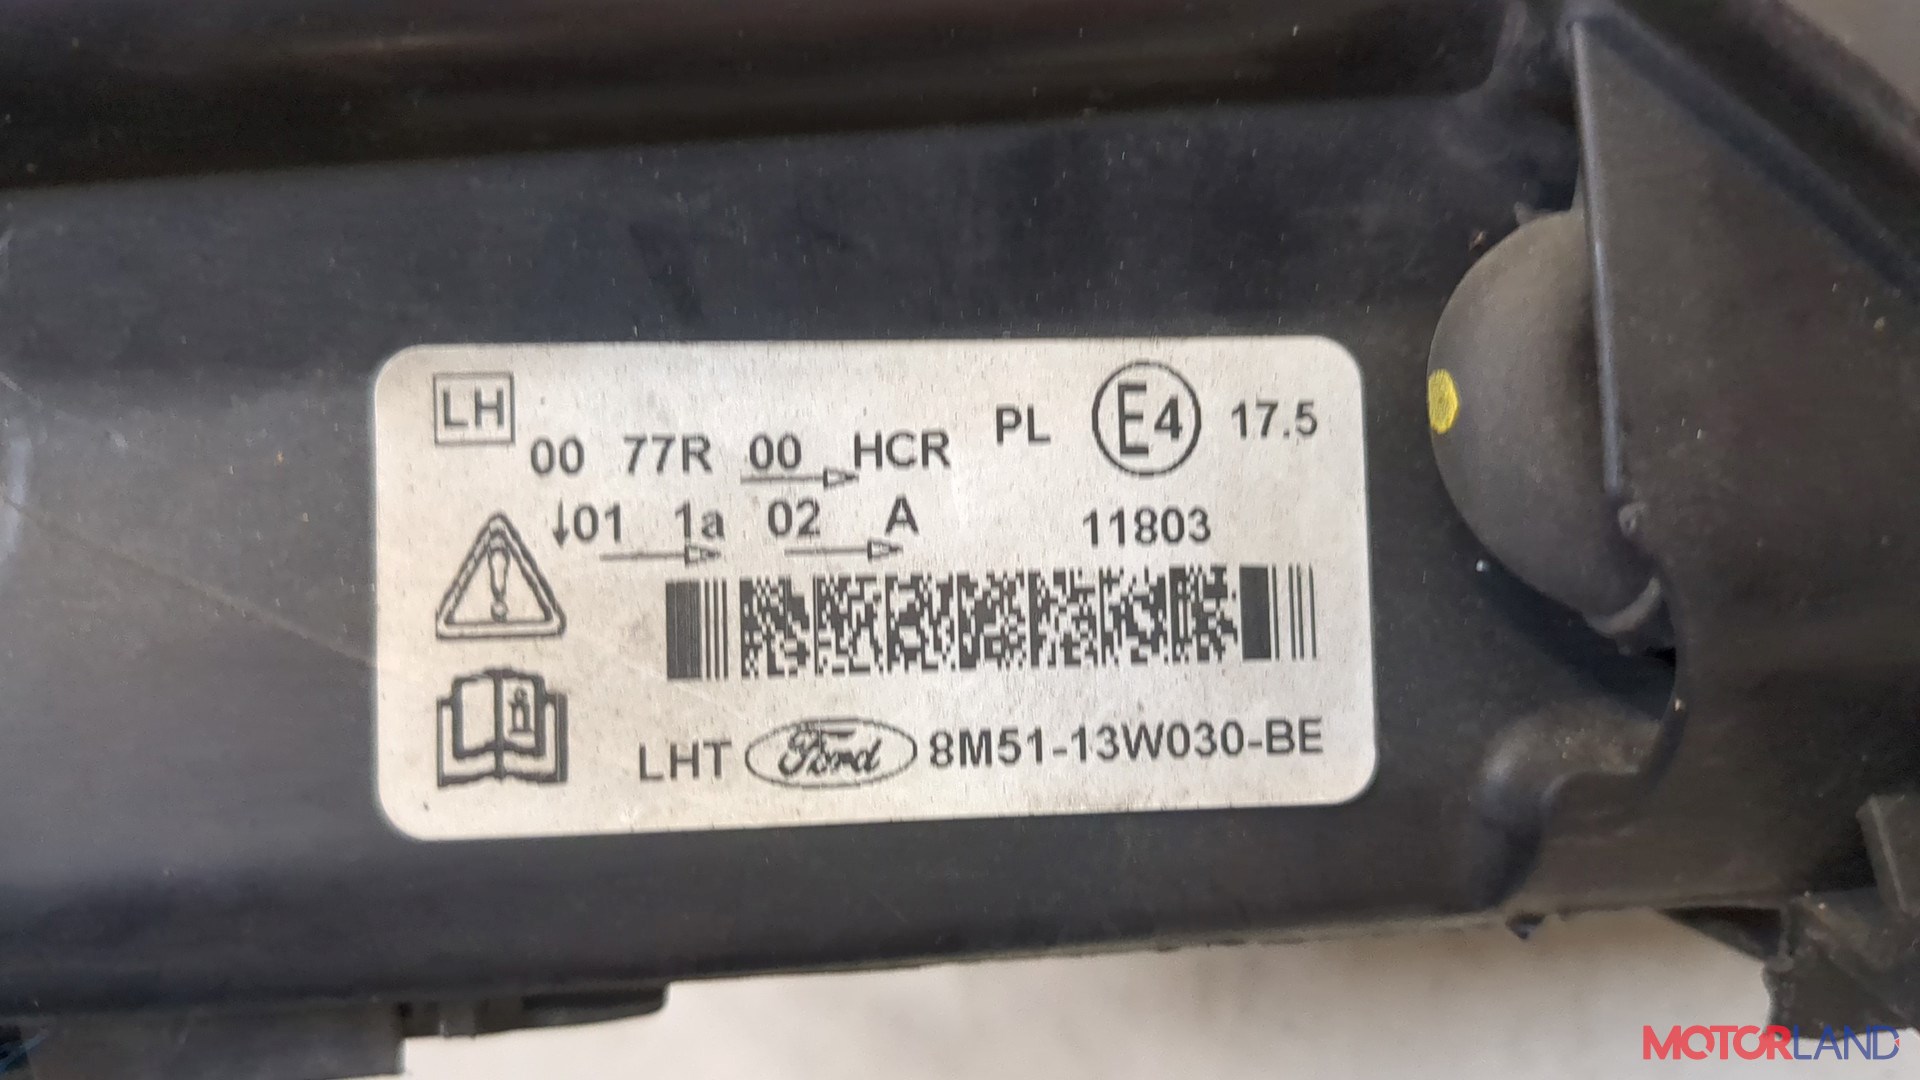 LH
00 77R 00 HCR PL E4 17.5
↓01 1a 02 A 11803
LHT Ford 8M51-13W030-BE
MOTORLAND